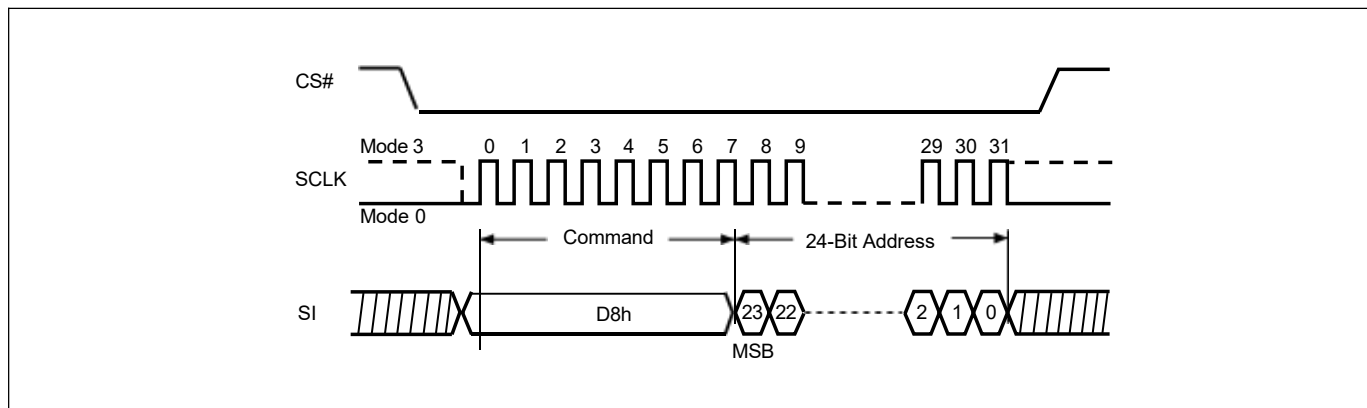 CS#
Mode 3
0 1 2 3 4 5 6 7 8 9 29 30 31
SCLK
Mode 0
Command 24-Bit Address
SI
D8h 23 22 2 1 0
MSB